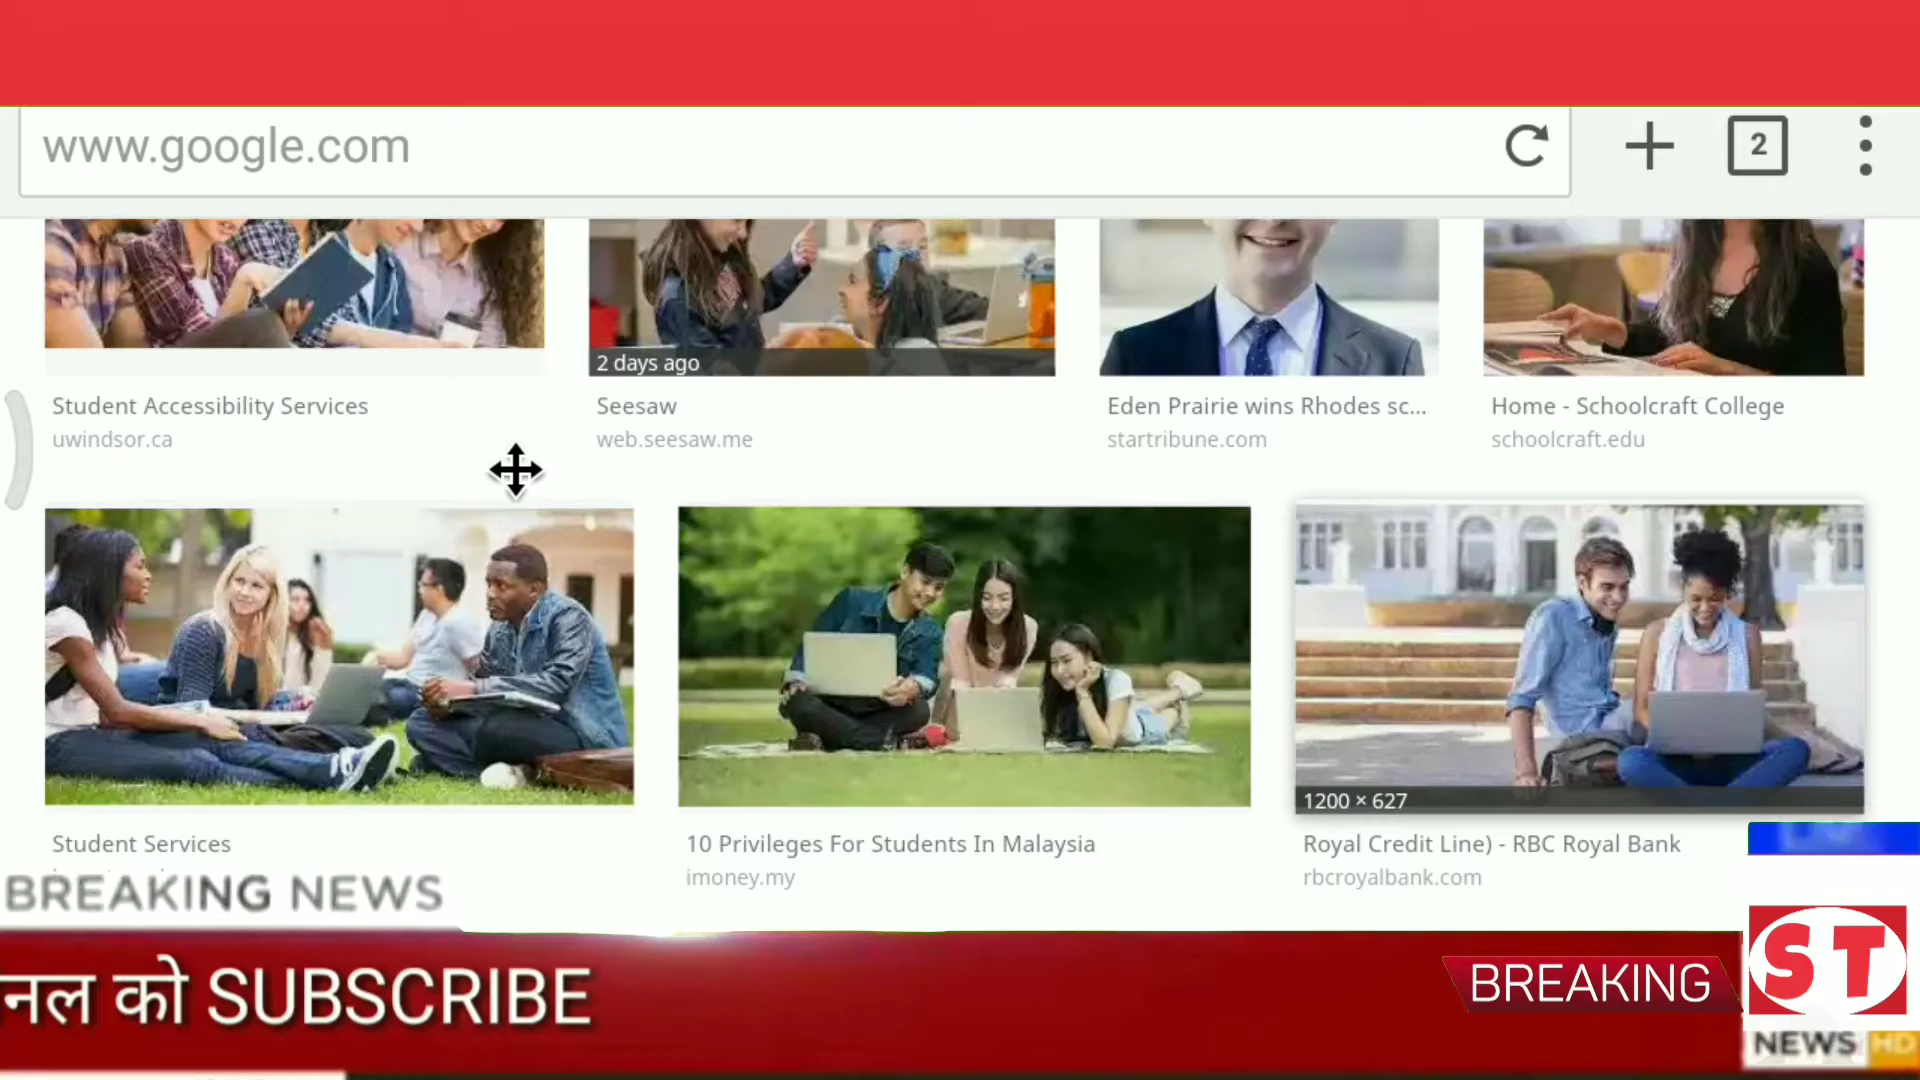 www.google.com
2
2 days ago
Student Accessibility Services
uwindsor.ca
Seesaw
web.seesaw.me
Eden Prairie wins Rhodes sc...
startribune.com
Home - Schoolcraft College
schoolcraft.edu
1200 × 627
Student Services
10 Privileges For Students In Malaysia
imoney.my
Royal Credit Line) - RBC Royal Bank
rbcroyalbank.com
BREAKING NEWS
नल को SUBSCRIBE
BREAKING
ST
NEWS HD